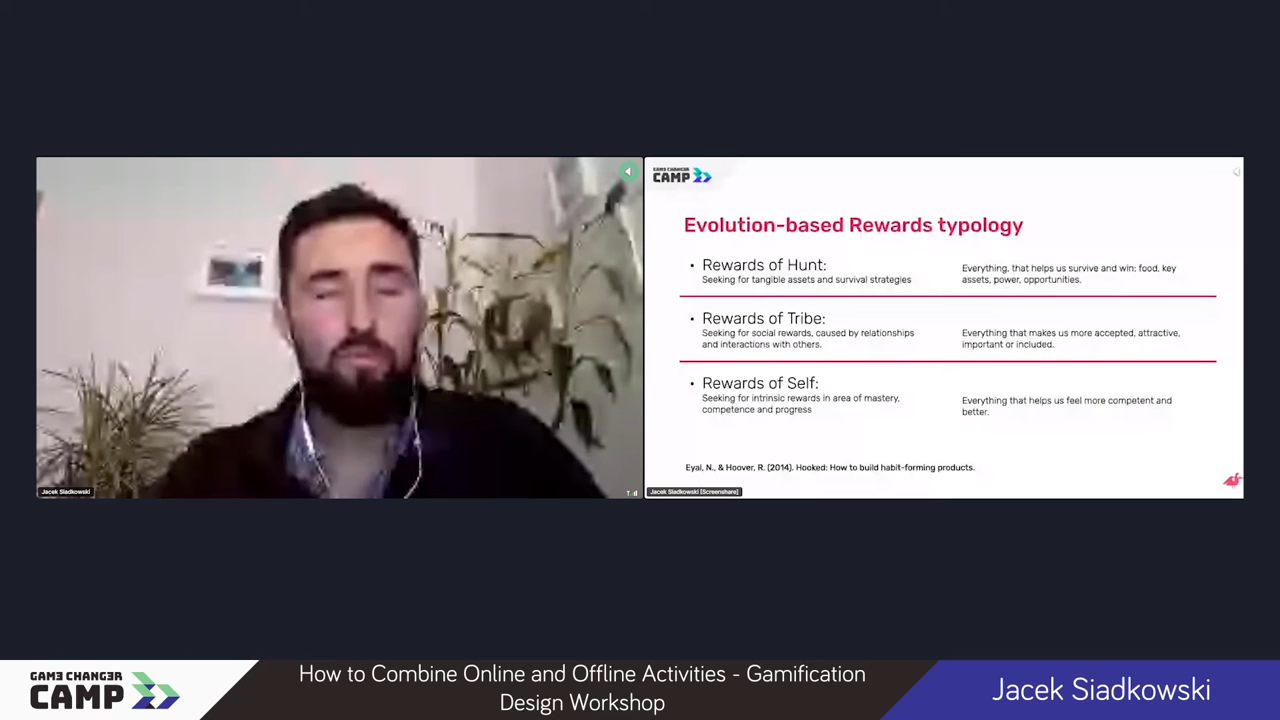 GAME CHANGER
CAMP
Evolution-based Rewards typology
• Rewards of Hunt:
Seeking for tangible assets and survival strategies
Everything, that helps us survive and win: food, key
assets, power, opportunities.
• Rewards of Tribe:
Seeking for social rewards, caused by relationships
and interactions with others.
Everything that makes us more accepted, attractive,
important or included.
• Rewards of Self:
Seeking for intrinsic rewards in area of mastery,
competence and progress
Everything that helps us feel more competent and
better.
Eyal, N., & Hoover, R. (2014). Hooked: How to build habit-forming products.
Jacek Siadkowski
Jacek Siadkowski [Screenshare]
GAM3 CHANG3R
CAMP
How to Combine Online and Offline Activities - Gamification
Design Workshop
Jacek Siadkowski